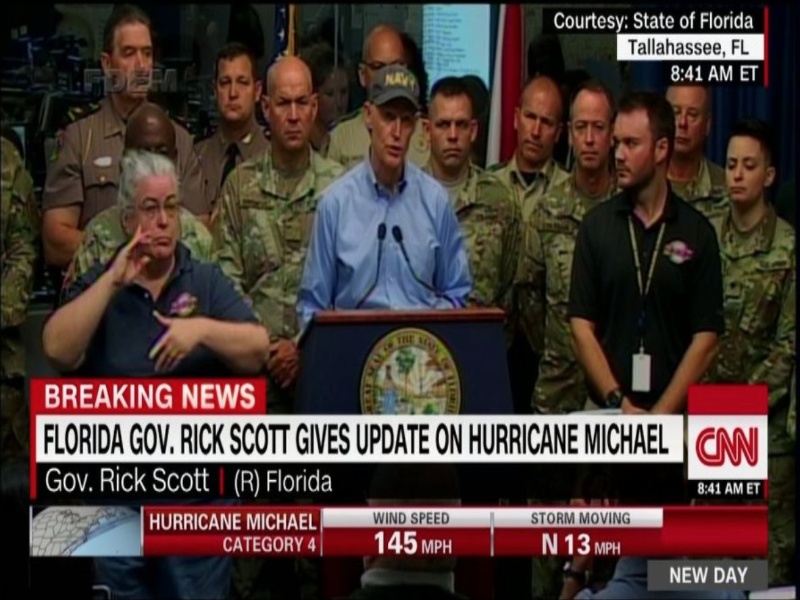 Courtesy: State of Florida
Tallahassee, FL
8:41 AM ET
FDEM
NAVY
BREAKING NEWS
FLORIDA GOV. RICK SCOTT GIVES UPDATE ON HURRICANE MICHAEL
Gov. Rick Scott | (R) Florida
CNN
8:41 AM ET
HURRICANE MICHAEL
CATEGORY 4
WIND SPEED
145 MPH
STORM MOVING
N 13 MPH
NEW DAY